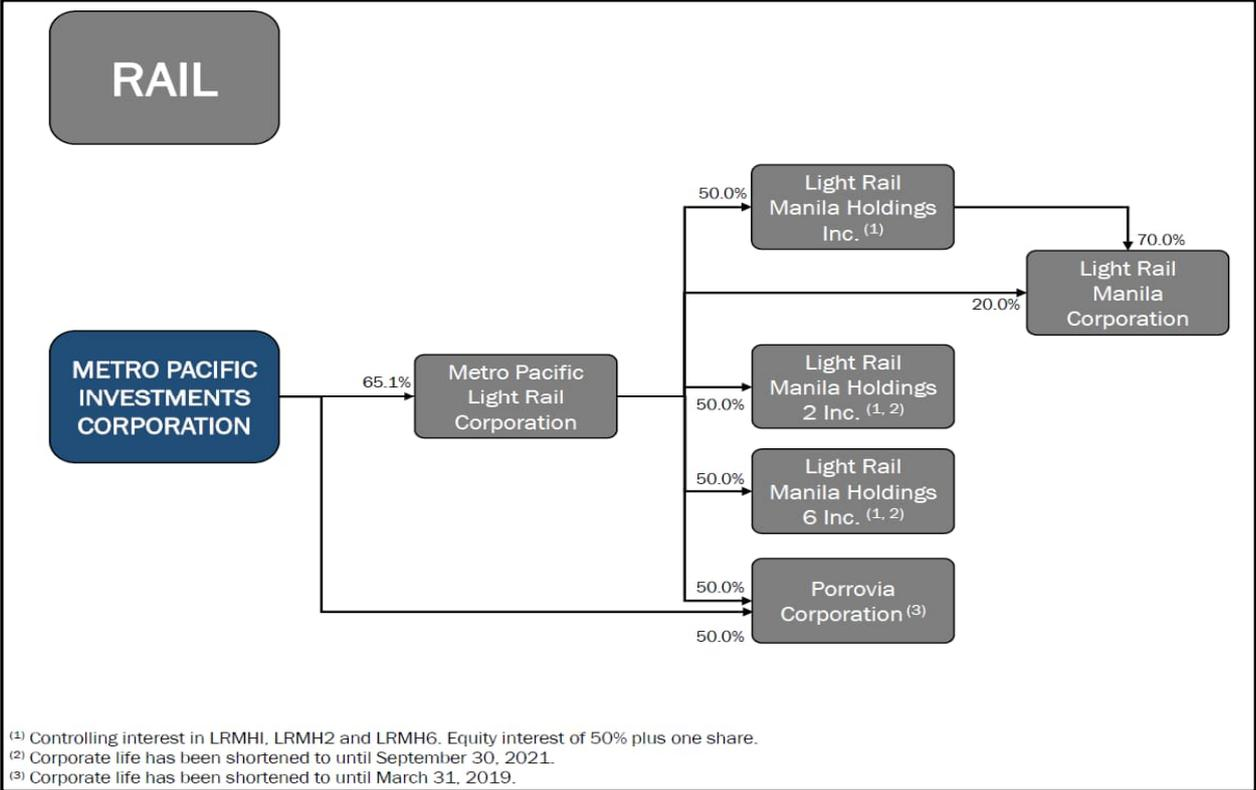 RAIL
50.0%
Light Rail
Manila Holdings
Inc. (1)
70.0%
Light Rail
Manila
Corporation
20.0%
METRO PACIFIC
INVESTMENTS
CORPORATION
65.1%
Metro Pacific
Light Rail
Corporation
50.0%
Light Rail
Manila Holdings
2 Inc. (1, 2)
50.0%
Light Rail
Manila Holdings
6 Inc. (1, 2)
50.0%
Porrovia
Corporation (3)
50.0%
(1) Controlling interest in LRMHI, LRMH2 and LRMH6. Equity interest of 50% plus one share.
(2) Corporate life has been shortened to until September 30, 2021.
(3) Corporate life has been shortened to until March 31, 2019.